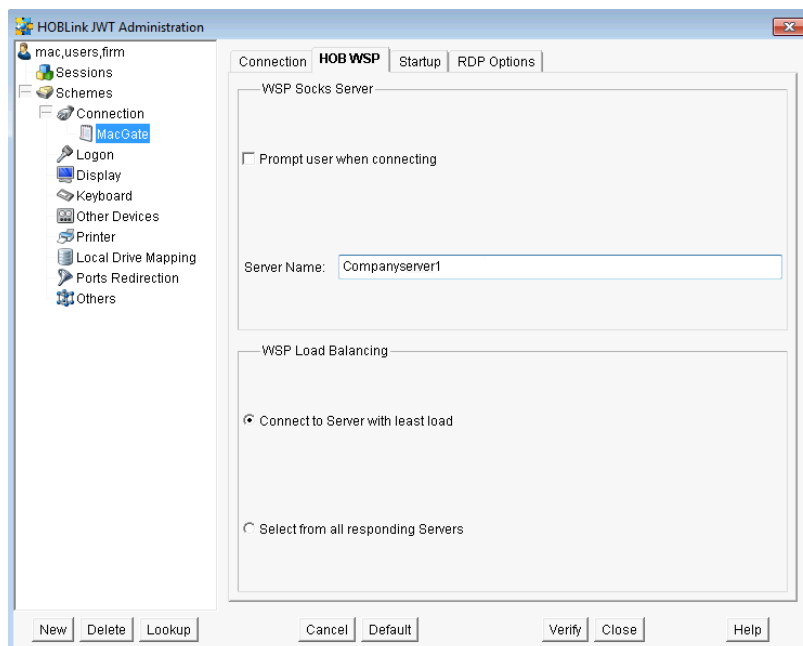 HOBLink JWT Administration
mac,users,firm
Sessions
Schemes
Connection
MacGate
Logon
Display
Keyboard
Other Devices
Printer
Local Drive Mapping
Ports Redirection
Others
Connection HOB WSP Startup RDP Options
WSP Socks Server
Prompt user when connecting
Server Name: Companyserver1
WSP Load Balancing
Connect to Server with least load
Select from all responding Servers
New Delete Lookup Cancel Default Verify Close Help